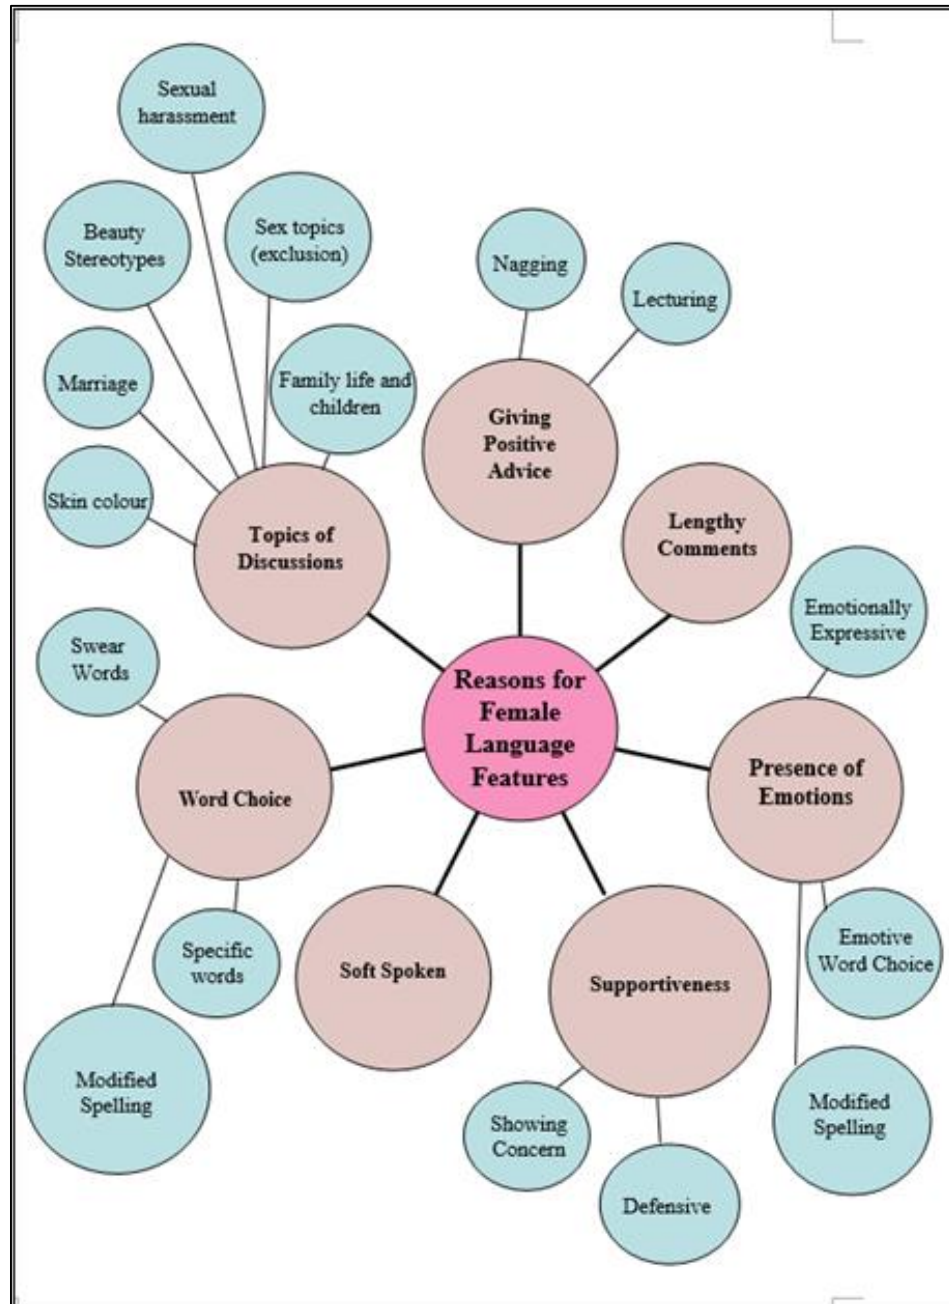 Sexual
harassment
Beauty
Stereotypes
Sex topics
(exclusion)
Marriage
Family life and
children
Skin colour
Topics of
Discussions
Nagging
Lecturing
Giving
Positive
Advice
Lengthy
Comments
Emotionally
Expressive
Presence of
Emotions
Emotive
Word Choice
Modified
Spelling
Reasons for
Female
Language
Features
Swear
Words
Word Choice
Specific
words
Modified
Spelling
Soft Spoken
Supportiveness
Showing
Concern
Defensive